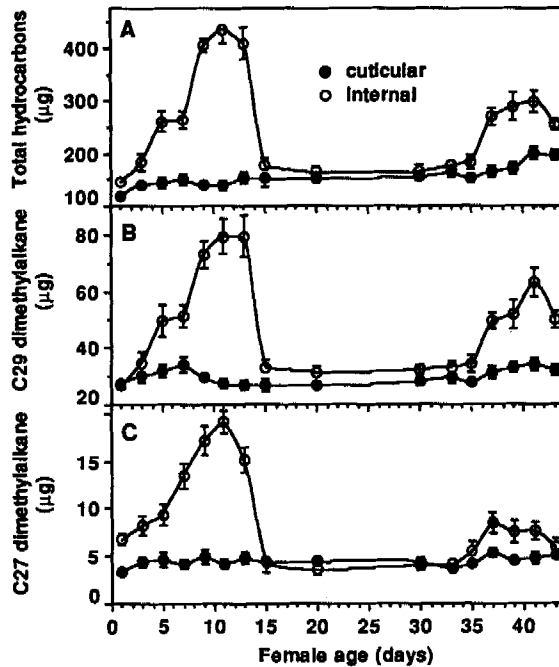 A
● cuticular
○ Internal
Total hydrocarbons
(µg)
400
300
200
100
B
C29 dimethylalkane
(µg)
80
60
40
20
C
C27 dimethylalkane
(µg)
15
10
5
0
0 5 10 15 20 25 30 35 40
Female age (days)